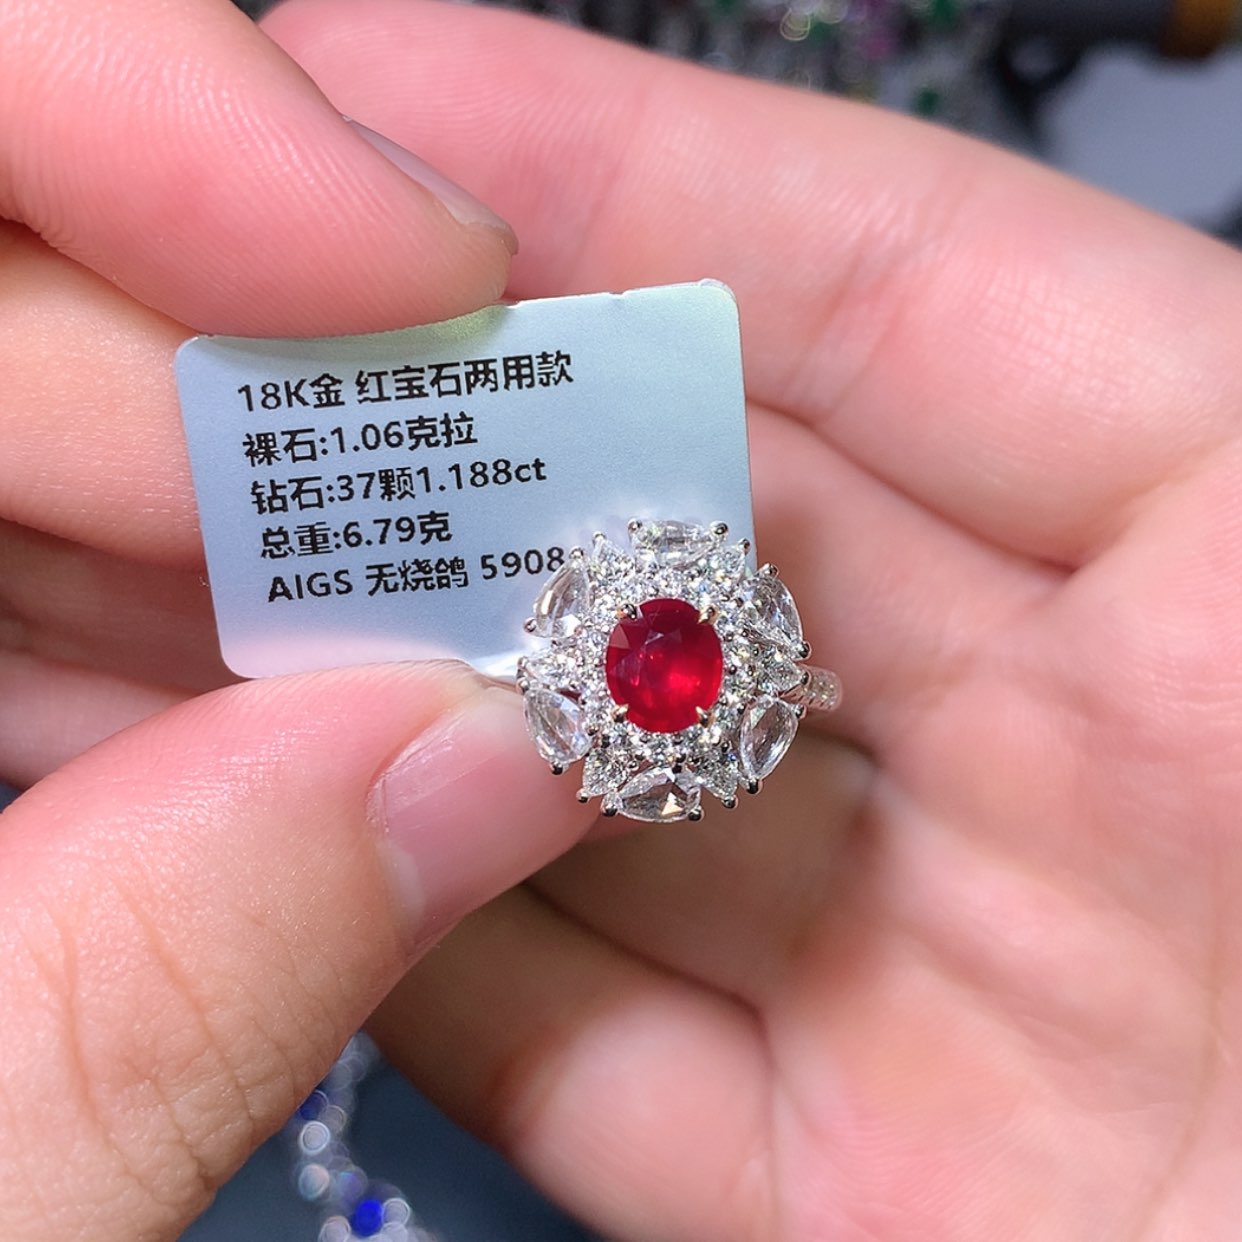 18K金 红宝石两用款
裸石:1.06克拉
钻石:37颗1.188ct
总重:6.79克
AIGS 无烧鸽 5908